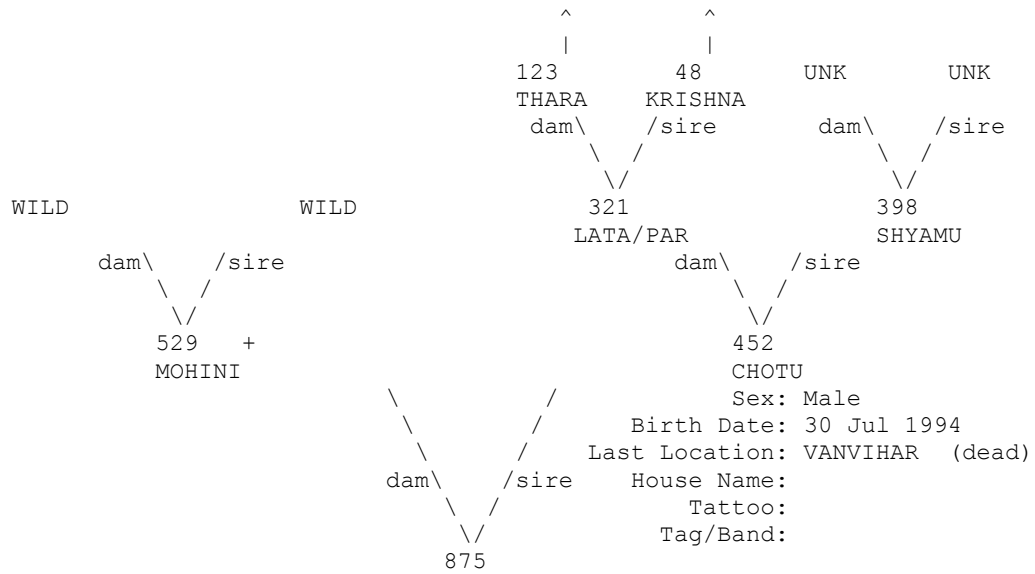 ^ ^
| |
123 48 UNK UNK
THARA KRISHNA
dam\ /sire dam\ /sire
\ / \ /
\/ \/
WILD WILD 321 398
LATA/PAR SHYAMU
dam\ /sire dam\ /sire
\ / \ /
\/ \/
529 + 452
MOHINI CHOTU
\ / Sex: Male
\ / Birth Date: 30 Jul 1994
\ / Last Location: VANVIHAR (dead)
dam\ /sire House Name:
\ / Tattoo:
\/ Tag/Band:
875